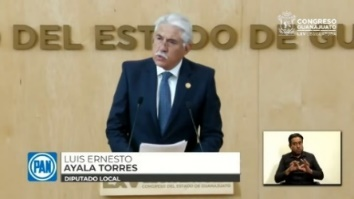 CONGRESO
GUANAJUATO
DEL ESTADO DE GU
PAN
LUIS ERNESTO
AYALA TORRES
DIPUTADO LOCAL
CONGRESO DEL ESTADO DE GUANAJUATO